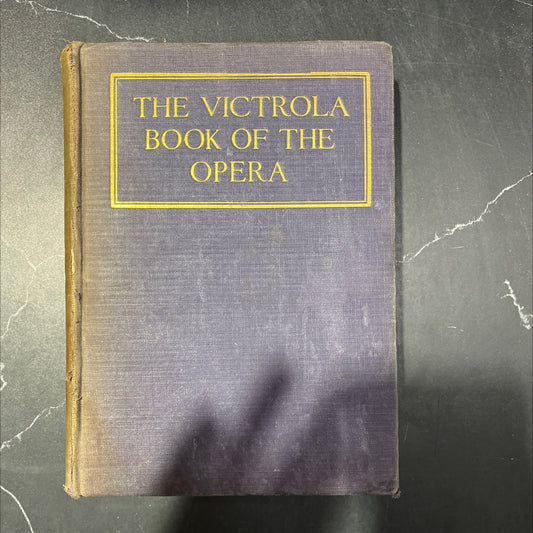 THE VICTROLA
BOOK OF THE
OPERA